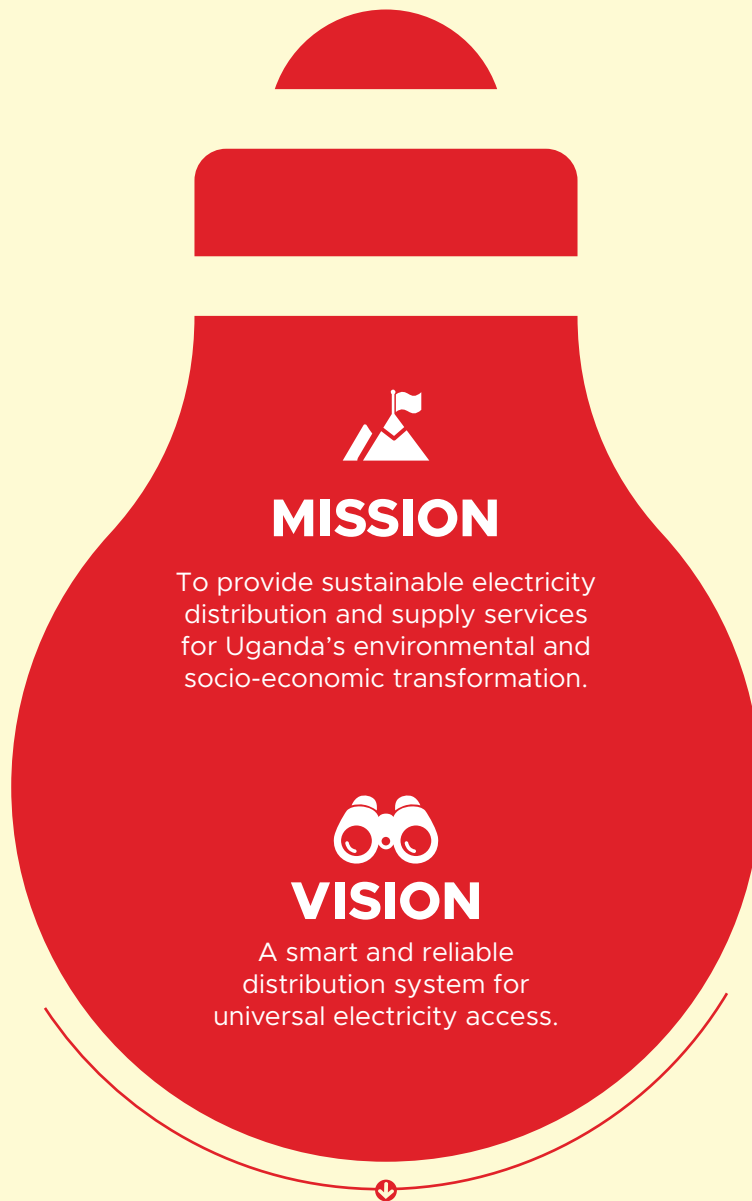 MISSION
To provide sustainable electricity
distribution and supply services
for Uganda’s environmental and
socio-economic transformation.
VISION
A smart and reliable
distribution system for
universal electricity access.